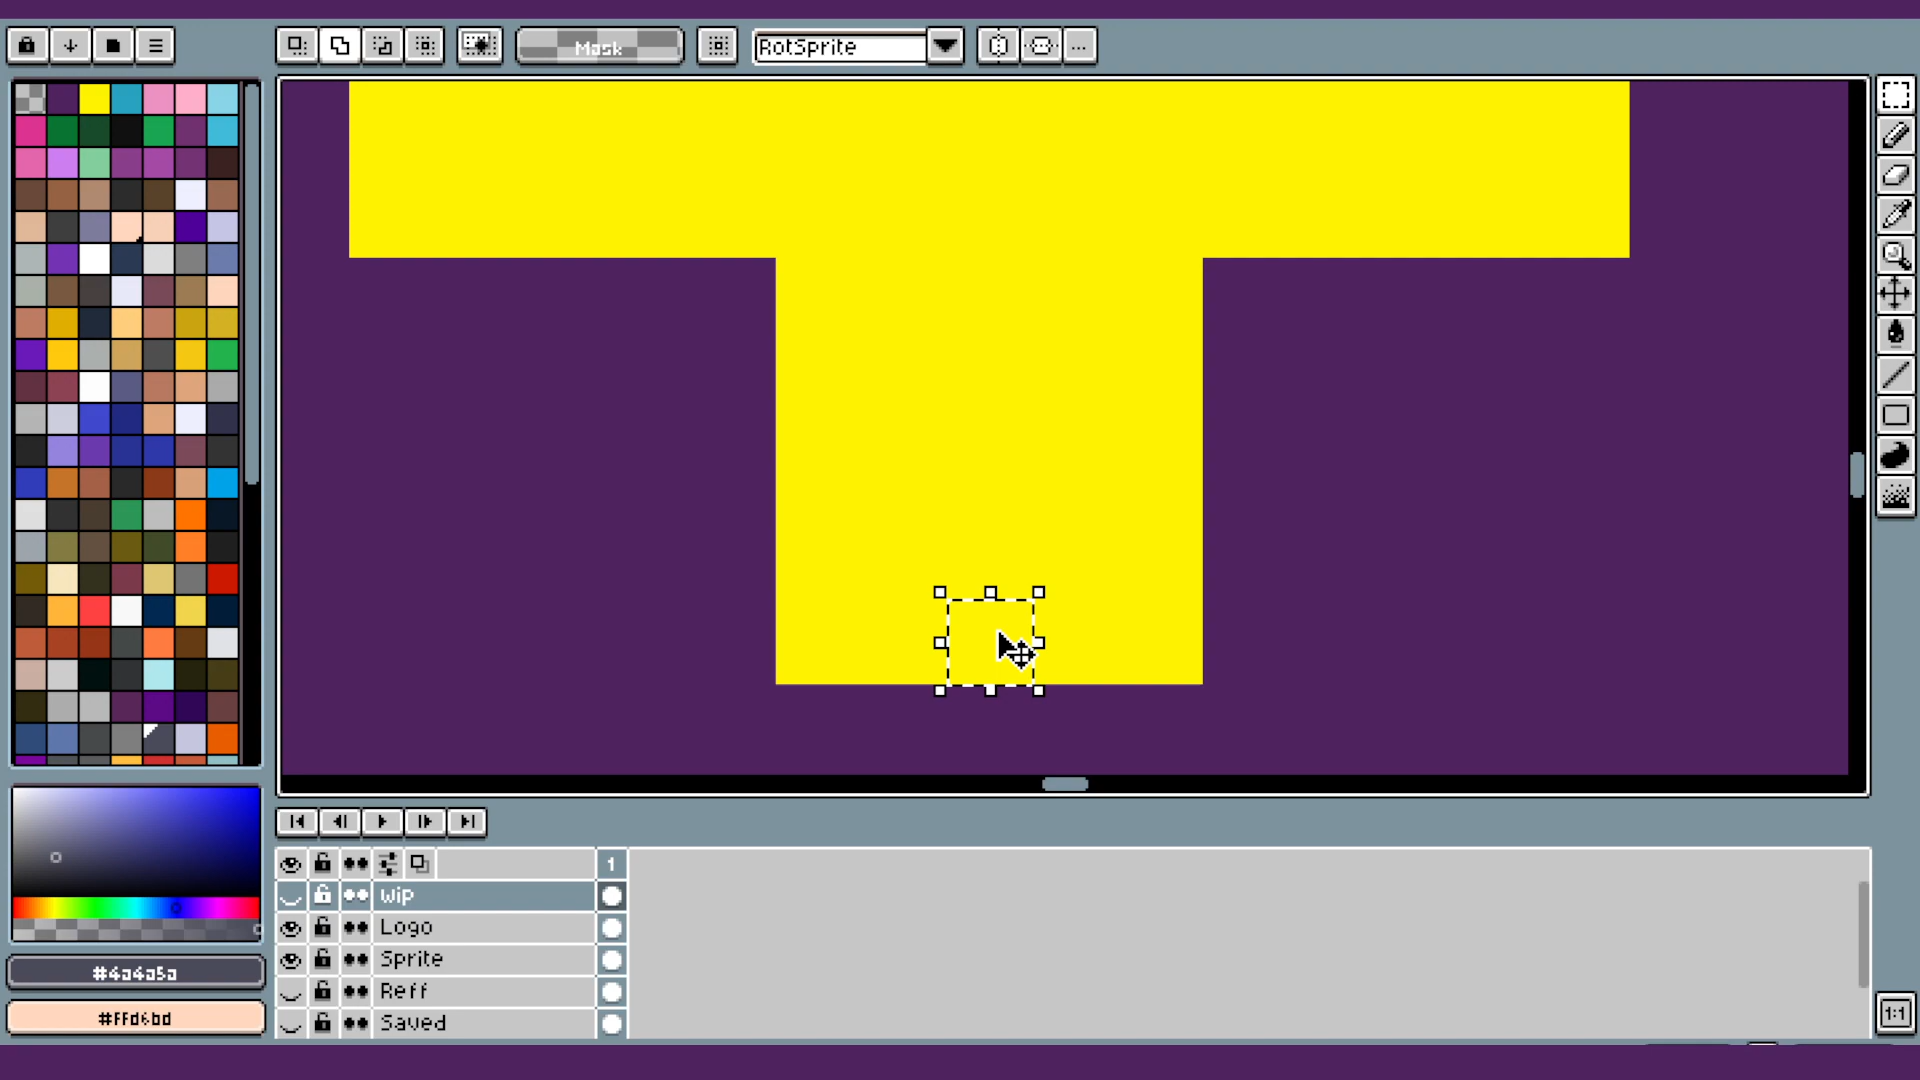 Mask
RotSprite
...
1
wip
Logo
Sprite
Reff
Saved
#4a4a5a
#ffd6bd
1:1